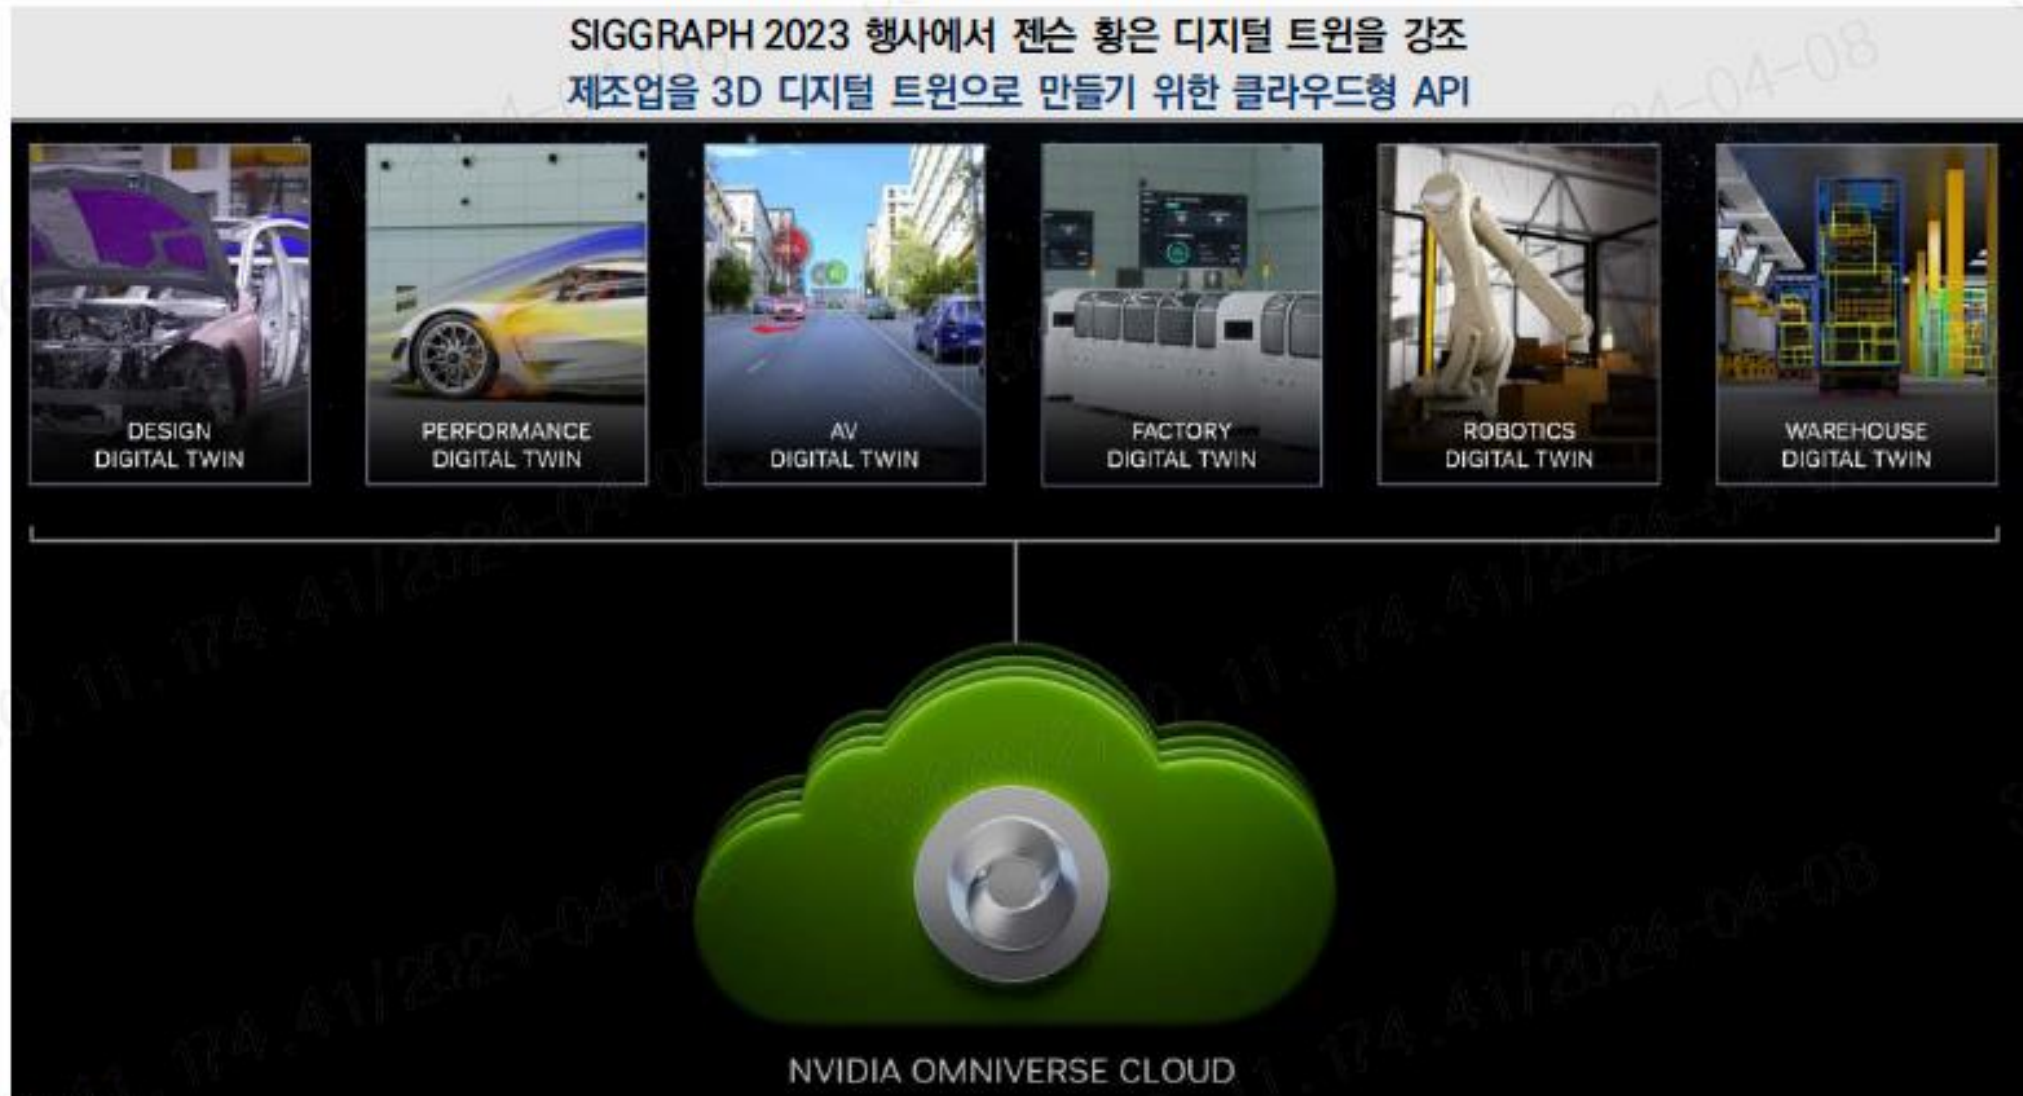 SIGGRAPH 2023 행사에서 젠슨 황은 디지털 트윈을 강조
제조업을 3D 디지털 트윈으로 만들기 위한 클라우드형 API
DESIGN
DIGITAL TWIN
PERFORMANCE
DIGITAL TWIN
AV
DIGITAL TWIN
FACTORY
DIGITAL TWIN
ROBOTICS
DIGITAL TWIN
WAREHOUSE
DIGITAL TWIN
NVIDIA OMNIVERSE CLOUD